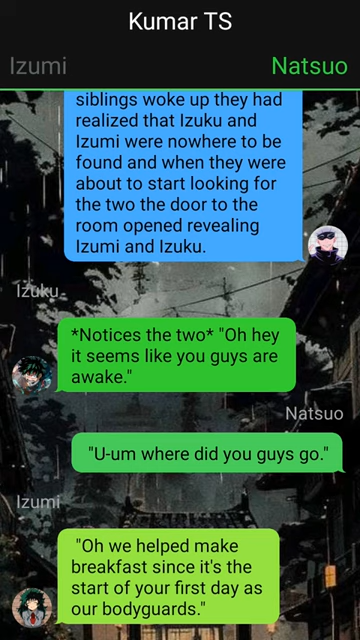 Kumar TS
Izumi Natsuo
siblings woke up they had
realized that Izuku and
Izumi were nowhere to be
found and when they were
about to start looking for
the two the door to the
room opened revealing
Izumi and Izuku.
Izuku
*Notices the two* "Oh hey
it seems like you guys are
awake."
Natsuo
"U-um where did you guys go."
Izumi
"Oh we helped make
breakfast since it's the
start of your first day as
our bodyguards."